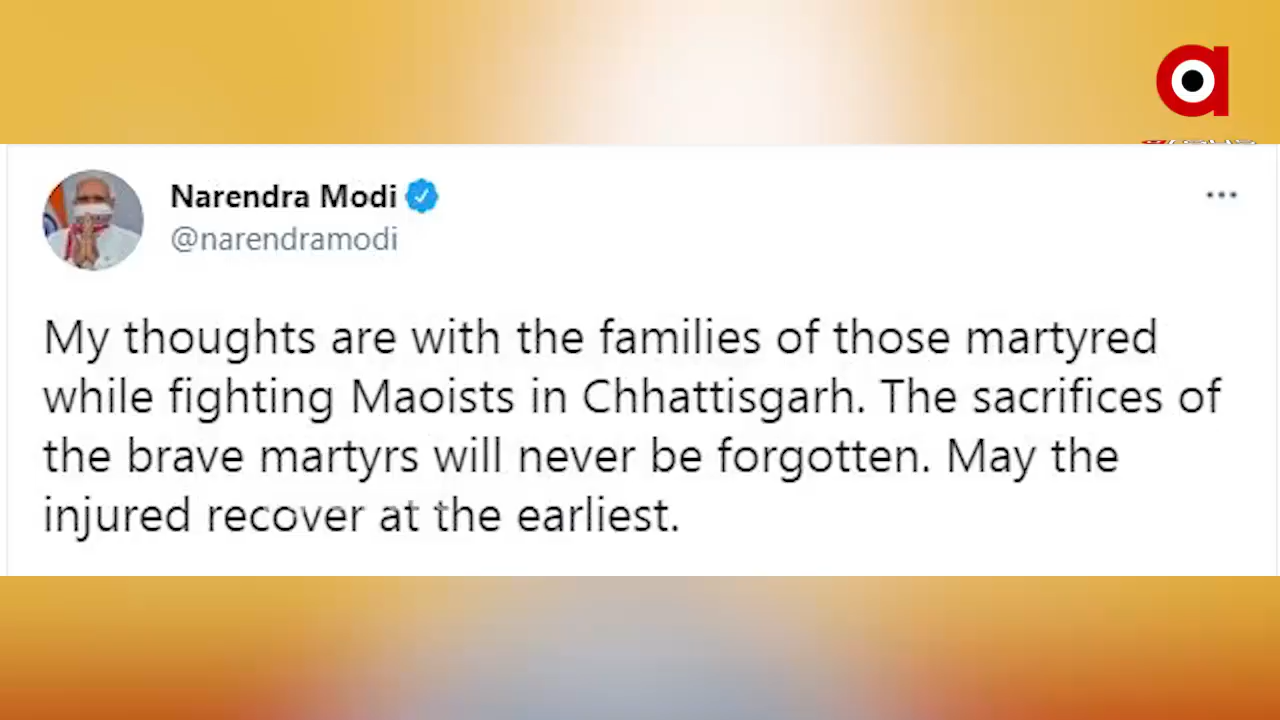 Narendra Modi
@narendramodi
My thoughts are with the families of those martyred
while fighting Maoists in Chhattisgarh. The sacrifices of
the brave martyrs will never be forgotten. May the
injured recover at the earliest.